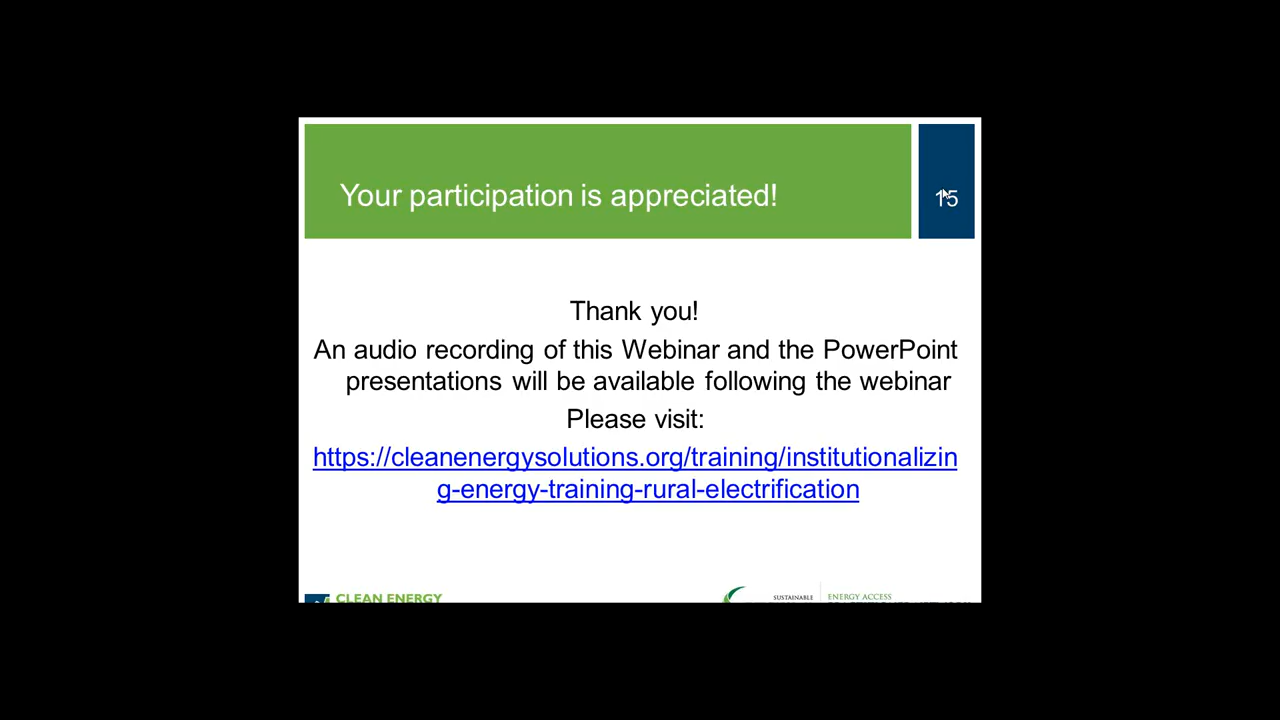 Your participation is appreciated!
15
Thank you!
An audio recording of this Webinar and the PowerPoint
presentations will be available following the webinar
Please visit:
https://cleanenergysolutions.org/training/institutionalizin
g-energy-training-rural-electrification
CLEAN ENERGY
SUSTAINABLE
ENERGY ACCESS